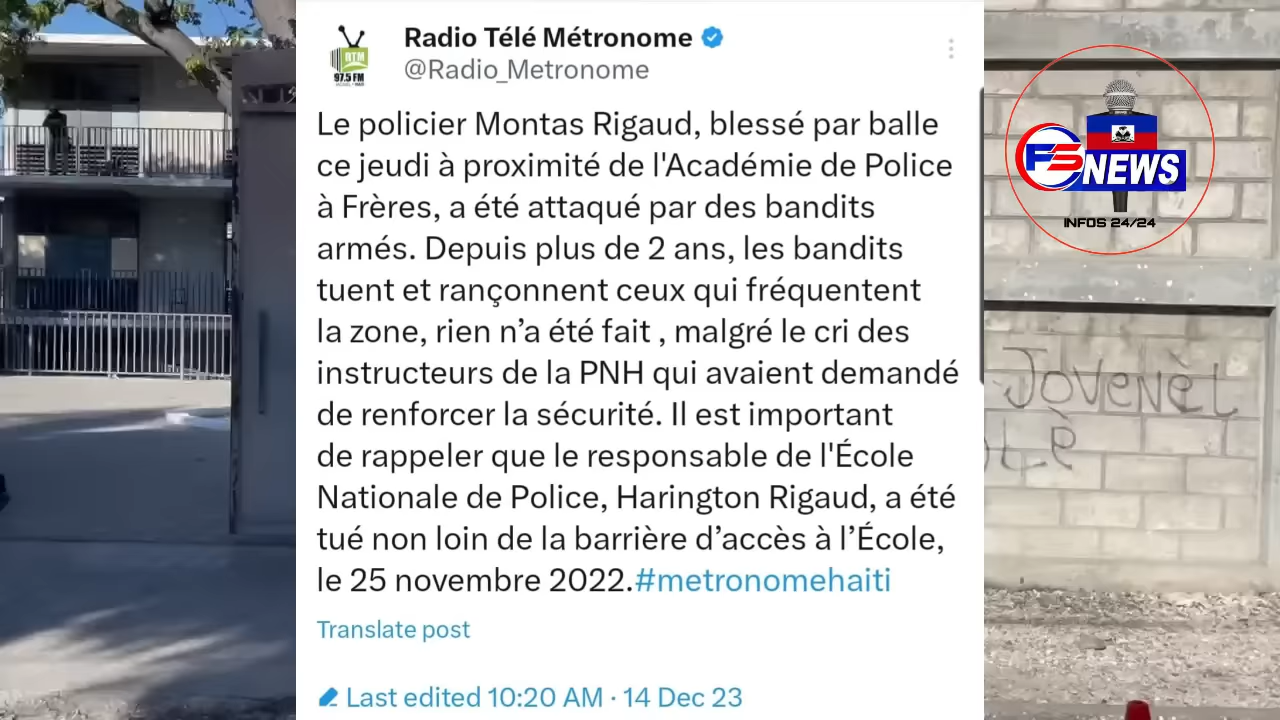 Radio Télé Métronome
@Radio_Metronome
RTM
97.5 FM
Le policier Montas Rigaud, blessé par balle
ce jeudi à proximité de l'Académie de Police
à Frères, a été attaqué par des bandits
armés. Depuis plus de 2 ans, les bandits
tuent et rançonnent ceux qui fréquentent
la zone, rien n’a été fait , malgré le cri des
instructeurs de la PNH qui avaient demandé
de renforcer la sécurité. Il est important
de rappeler que le responsable de l'École
Nationale de Police, Harington Rigaud, a été
tué non loin de la barrière d’accès à l’École,
le 25 novembre 2022.#metronomehaiti
Translate post
Last edited 10:20 AM · 14 Dec 23
FS NEWS
INFOS 24/24
JOVENÈL